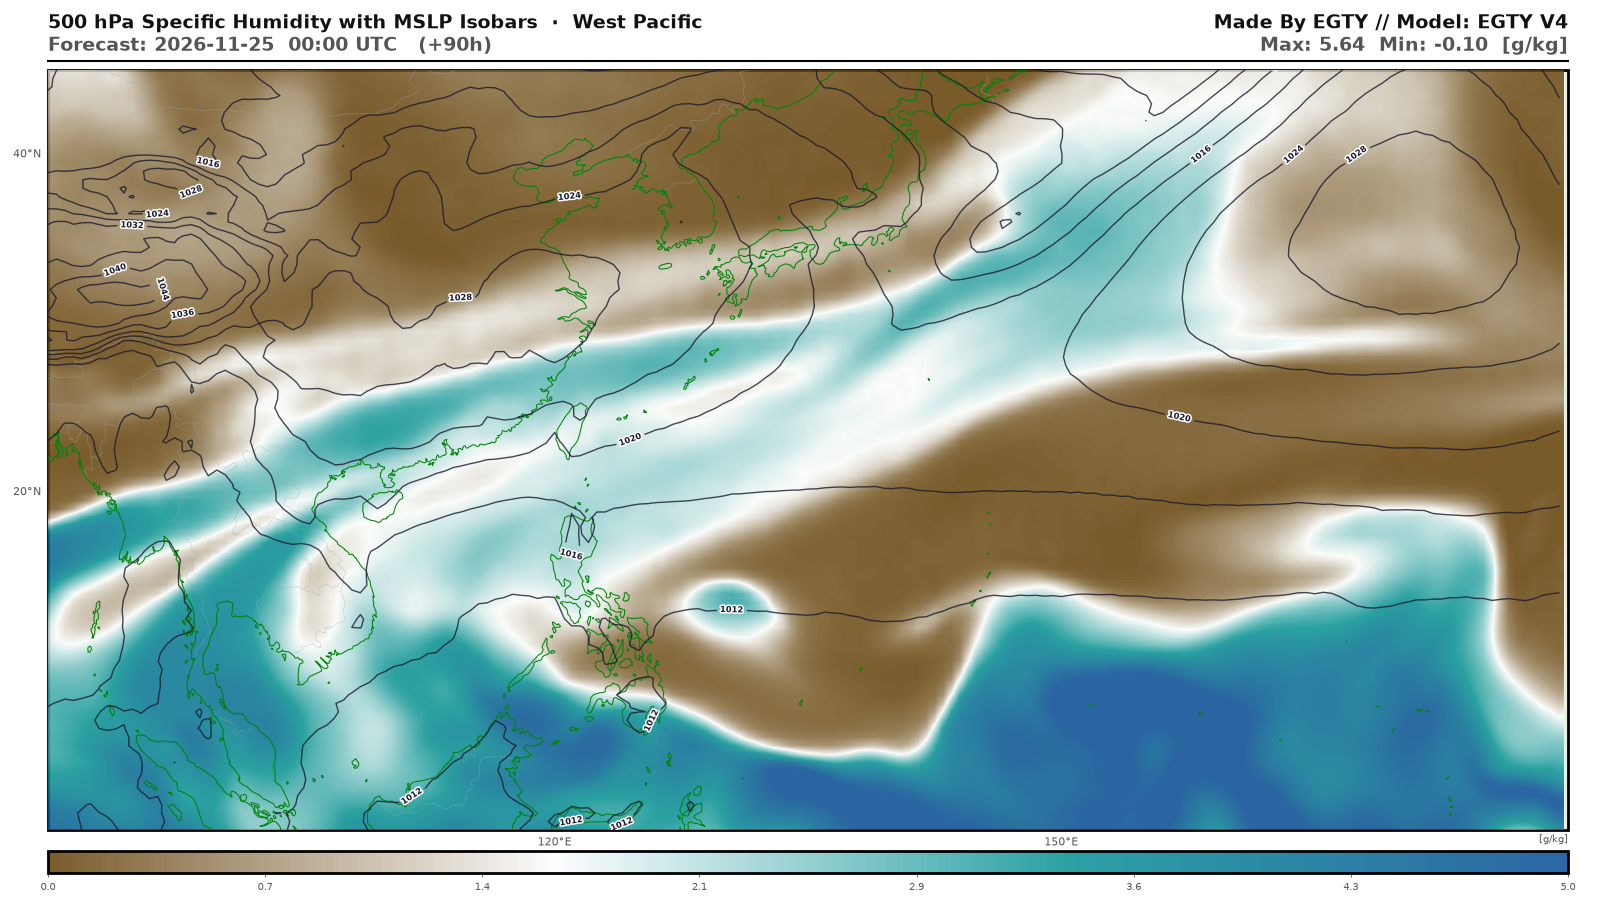 500 hPa Specific Humidity with MSLP Isobars · West Pacific
Made By EGTY // Model: EGTY V4
Forecast: 2026-11-25 00:00 UTC (+90h)
Max: 5.64 Min: -0.10 [g/kg]
40°N
20°N
1016
1028
1024
1032
1040
1044
1036
1028
1024
1016
1024
1028
1020
1020
1016
1012
1012
1012
1012
1012
120°E
150°E
[g/kg]
0.0 0.7 1.4 2.1 2.9 3.6 4.3 5.0